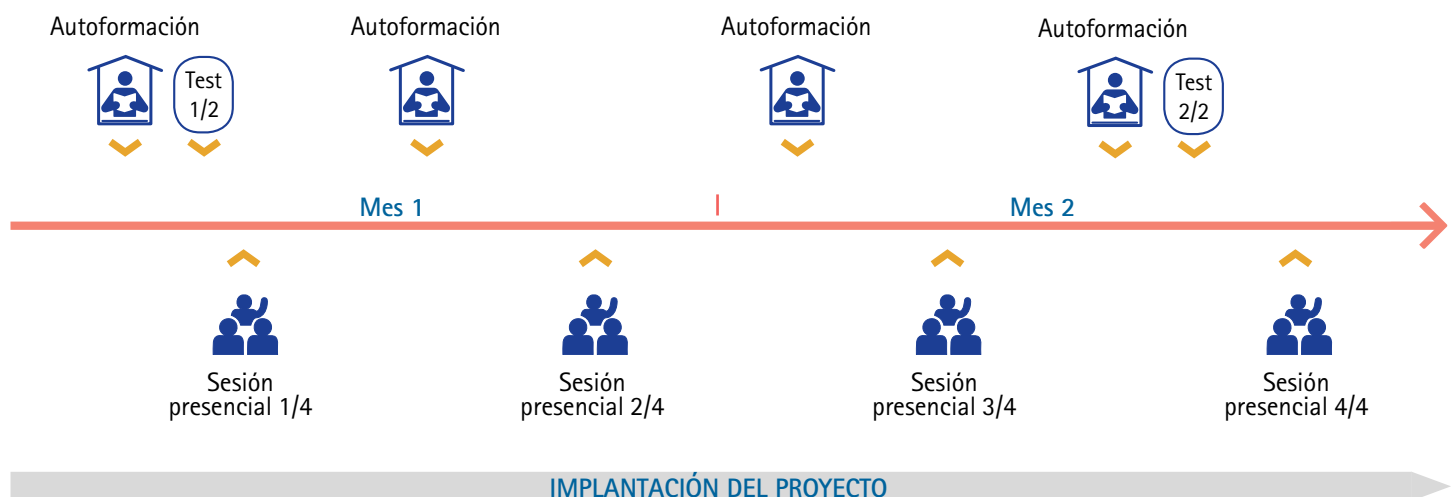 Autoformación
Autoformación
Autoformación
Autoformación
Test
1/2
Test
2/2
Mes 1
Mes 2
Sesión
presencial 1/4
Sesión
presencial 2/4
Sesión
presencial 3/4
Sesión
presencial 4/4
IMPLANTACIÓN DEL PROYECTO